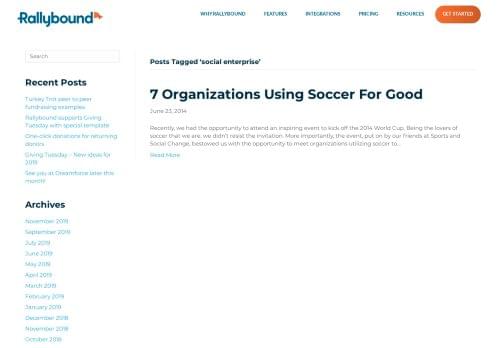 Rallybound
WHY RALLYBOUND
FEATURES
INTEGRATIONS
PRICING
RESOURCES
GET STARTED
Search
Recent Posts
Turkey Trot peer to peer
fundraising examples
Rallybound supports Giving
Tuesday with special template
One-click donations for returning
donors
Giving Tuesday – New ideas for
2019
See you at Dreamforce later this
month!
Archives
November 2019
September 2019
July 2019
June 2019
May 2019
April 2019
March 2019
February 2019
January 2019
December 2018
November 2018
October 2018
Posts Tagged ‘social enterprise’
7 Organizations Using Soccer For Good
June 23, 2014
Recently, we had the opportunity to attend an inspiring event to kick off the 2014 World Cup. Being the lovers of
soccer that we are, we didn't resist the invitation. More importantly, the event, put on by our friends at Sports and
Social Change, bestowed us with the opportunity to meet organizations utilizing soccer to...
Read More